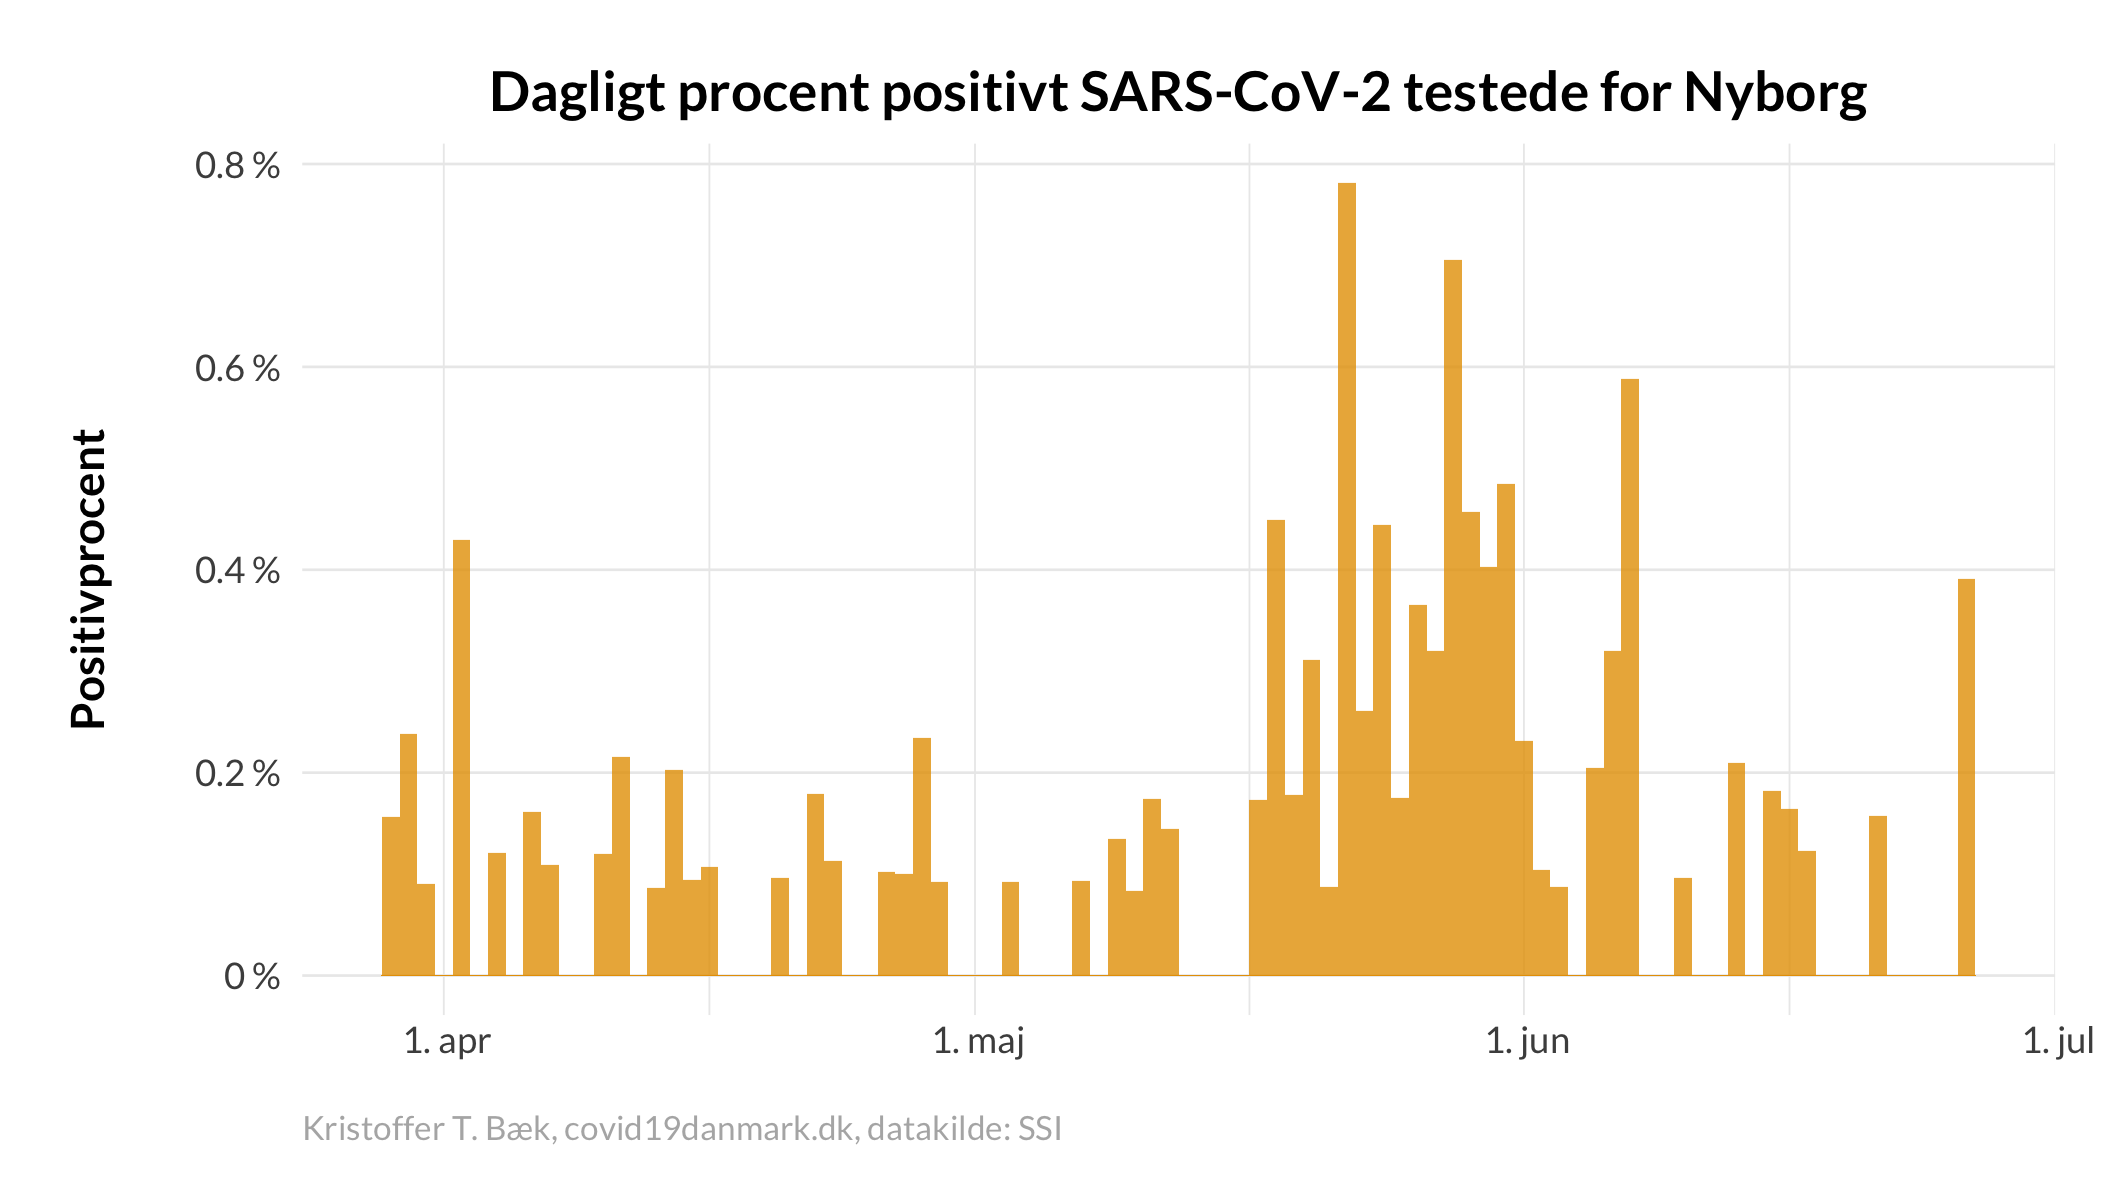 Dagligt procent positivt SARS-CoV-2 testede for Nyborg
Positivprocent
0.8 %
0.6 %
0.4 %
0.2 %
0 %
1. apr
1. maj
1. jun
1. jul
Kristoffer T. Bæk, covid19danmark.dk, datakilde: SSI